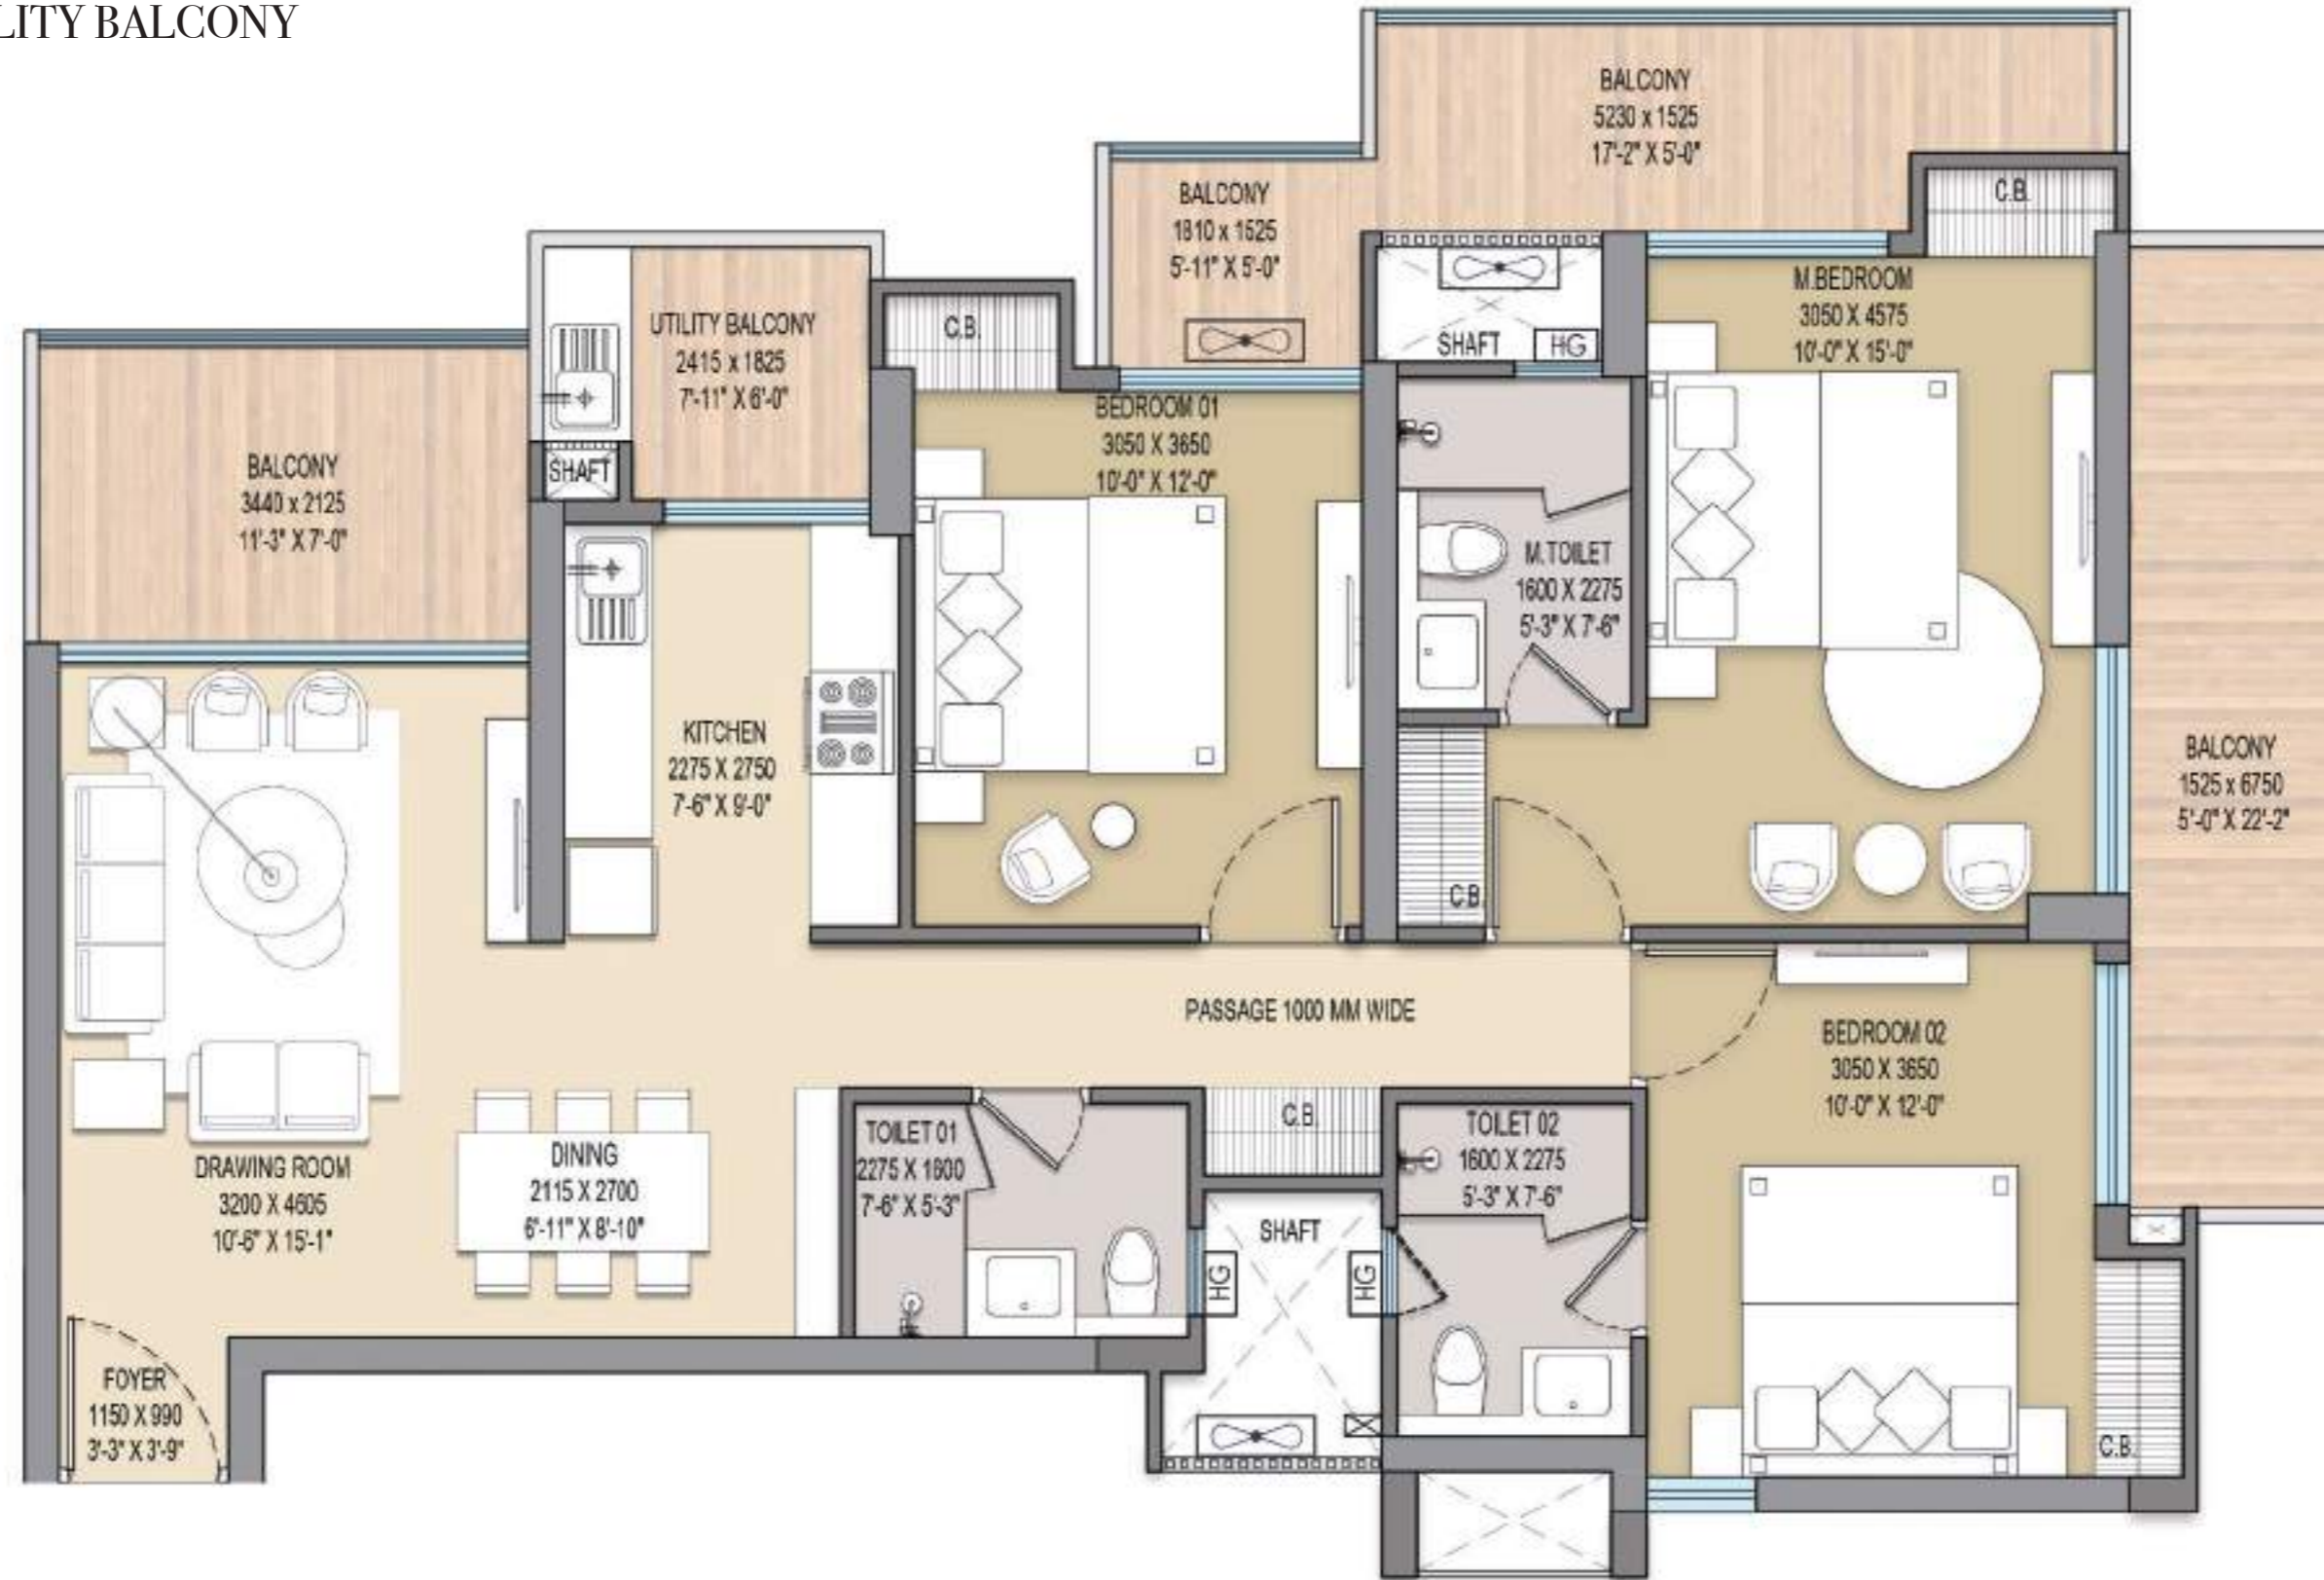 LITY BALCONY
BALCONY
5230 x 1525
17'-2" X 5'-0"
C.B.
BALCONY
1810 x 1525
5'-11" X 5'-0"
M.BEDROOM
3050 X 4575
10'-0" X 15'-0"
UTILITY BALCONY
2415 x 1825
7'-11" X 6'-0"
C.B.
SHAFT
HG
BEDROOM 01
3050 X 3650
10'-0" X 12'-0"
BALCONY
3440 x 2125
11'-3" X 7'-0"
SHAFT
M.TOILET
1600 X 2275
5'-3" X 7'-6"
KITCHEN
2275 X 2750
7'-6" X 9'-0"
BALCONY
1525 x 6750
5'-0" X 22'-2"
C.B.
PASSAGE 1000 MM WIDE
BEDROOM 02
3050 X 3650
10'-0" X 12'-0"
C.B.
TOILET 01
2275 X 1600
7'-6" X 5'-3"
TOILET 02
1600 X 2275
5'-3" X 7'-6"
DRAWING ROOM
3200 X 4605
10'-6" X 15'-1"
DINING
2115 X 2700
6'-11" X 8'-10"
SHAFT
HG
HG
FOYER
1150 X 990
3'-3" X 3'-9"
C.B.